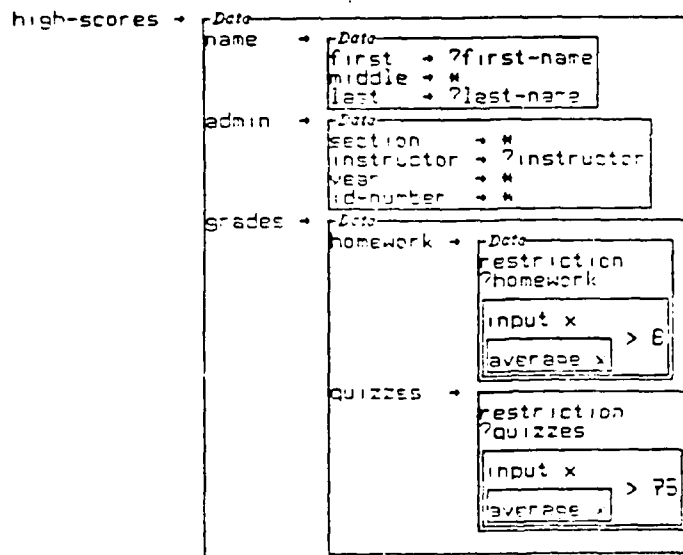 high-scores → Data
name → Data
first → ?first-name
middle → *
last → ?last-name
admin → Data
section → *
instructor → ?instructor
year → *
id-number → *
grades → Data
homework → Data
restriction
?homework
input x
average x > 6
quizzes →
restriction
?quizzes
input x
average x > 75